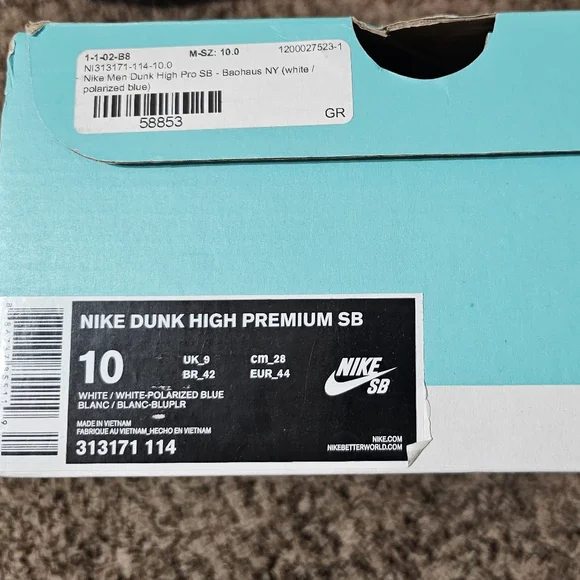 1-1-02-B8 M-SZ: 10.0 1200027523-1
NI313171-114-10.0
Nike Men Dunk High Pro SB - Baohaus NY (white /
polarized blue)
58853
GR
NIKE DUNK HIGH PREMIUM SB
10
UK_9 cm_28
BR_42 EUR_44
NIKE
SB
WHITE / WHITE-POLARIZED BLUE
BLANC / BLANC-BLUPLR
MADE IN VIETNAM
FABRIQUE AU VIETNAM_HECHO EN VIETNAM
313171 114
NIKE.COM
NIKEBETTERWORLD.COM